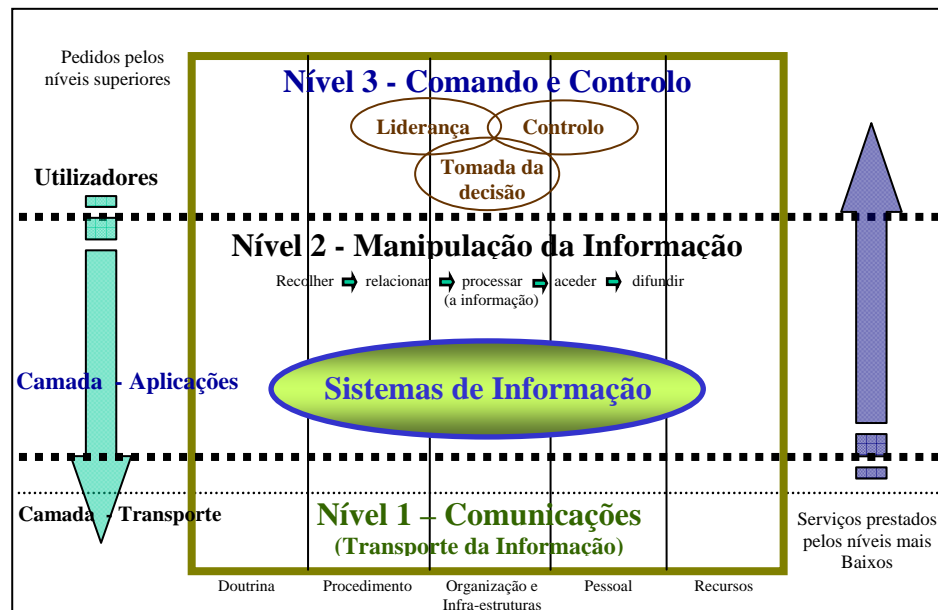 Pedidos pelos
níveis superiores
Nível 3 - Comando e Controlo
Liderança
Controlo
Tomada da
decisão
Utilizadores
Nível 2 - Manipulação da Informação
Recolher relacionar processar aceder difundir
(a informação)
Camada - Aplicações
Sistemas de Informação
Camada - Transporte
Nível 1 – Comunicações
(Transporte da Informação)
Serviços prestados
pelos níveis mais
Baixos
Doutrina
Procedimento
Organização e
Infra-estruturas
Pessoal
Recursos